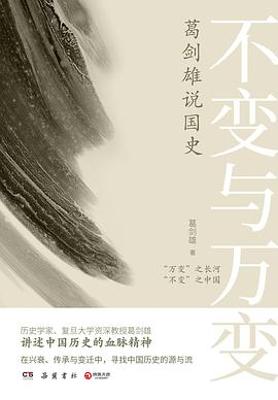 不变与万变
葛剑雄说国史
葛剑雄 著
“万变”之长河
“不变”之中国
历史学家、复旦大学资深教授葛剑雄
讲述中国历史的血脉精神
在兴衰、传承与变迁中，寻找中国历史的源与流
岳麓书社